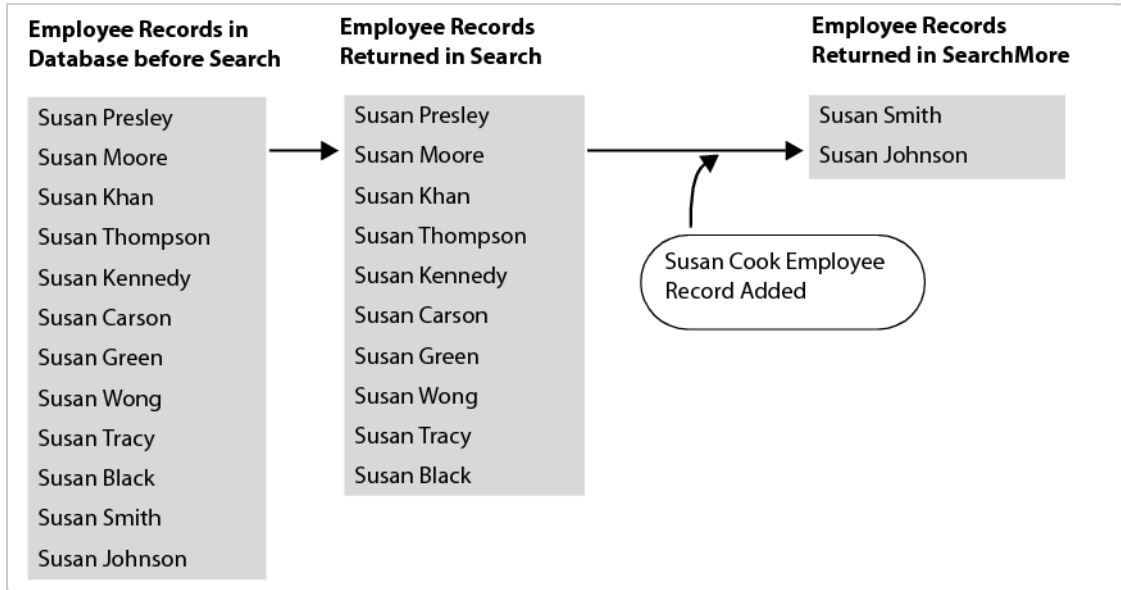 Employee Records in
Database before Search
Susan Presley
Susan Moore
Susan Khan
Susan Thompson
Susan Kennedy
Susan Carson
Susan Green
Susan Wong
Susan Tracy
Susan Black
Susan Smith
Susan Johnson
Employee Records
Returned in Search
Susan Presley
Susan Moore
Susan Khan
Susan Thompson
Susan Kennedy
Susan Carson
Susan Green
Susan Wong
Susan Tracy
Susan Black
Susan Cook Employee
Record Added
Employee Records
Returned in SearchMore
Susan Smith
Susan Johnson